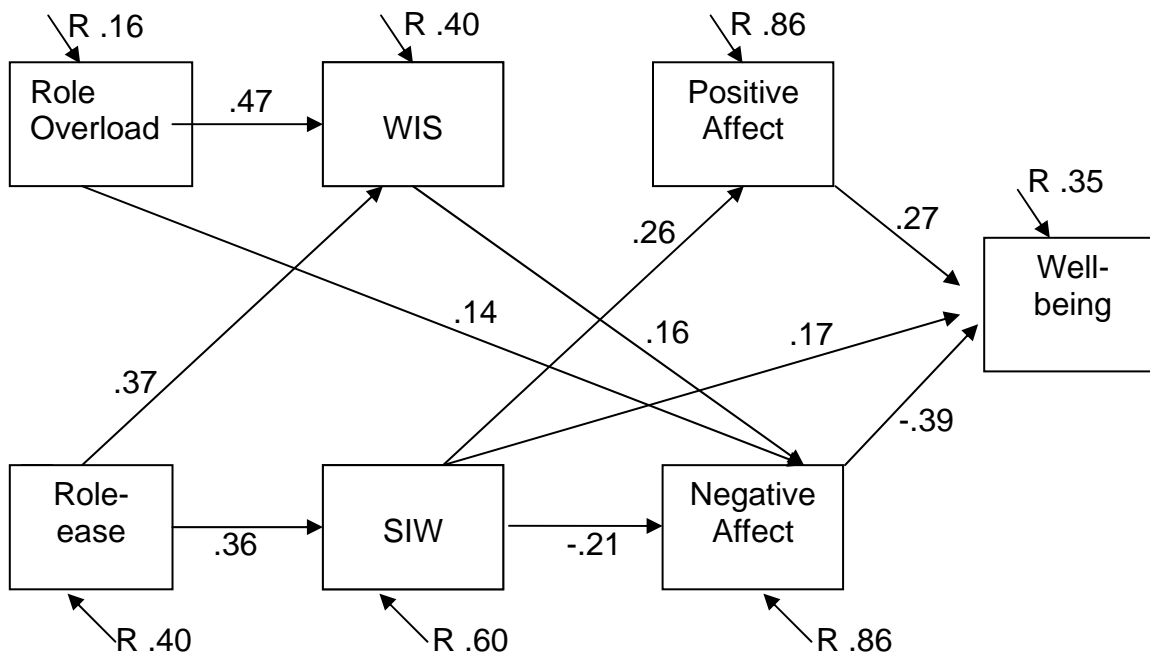 R .16
R .40
R .86
Role
Overload
.47
WIS
Positive
Affect
R .35
.26
.27
Well-
being
.14
.16
.17
.37
-.39
Role-
ease
.36
SIW
-.21
Negative
Affect
R .40
R .60
R .86